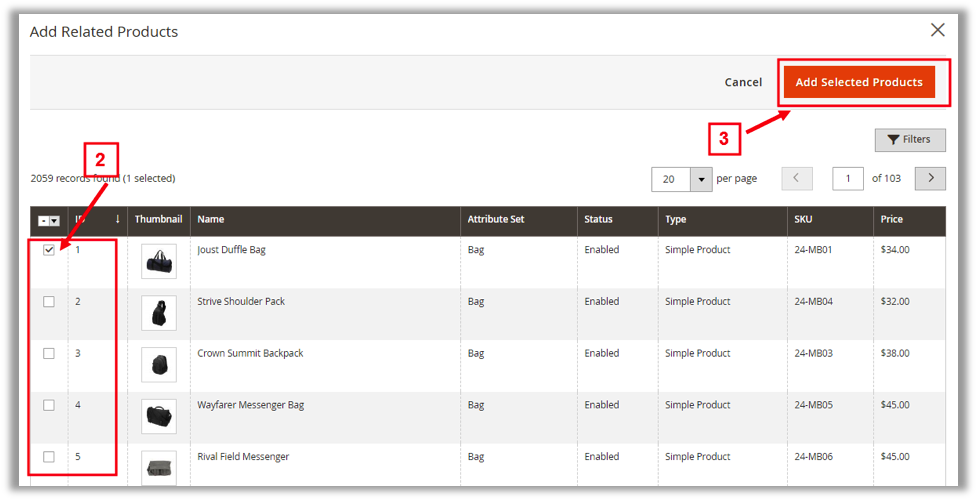 Add Related Products
Cancel Add Selected Products
3
Filters
2
2059 records found (1 selected) 20 per page 1 of 103
ID Thumbnail Name Attribute Set Status Type SKU Price
1 Joust Duffle Bag Bag Enabled Simple Product 24-MB01 $34.00
2 Strive Shoulder Pack Bag Enabled Simple Product 24-MB04 $32.00
3 Crown Summit Backpack Bag Enabled Simple Product 24-MB03 $38.00
4 Wayfarer Messenger Bag Bag Enabled Simple Product 24-MB05 $45.00
5 Rival Field Messenger Bag Enabled Simple Product 24-MB06 $45.00